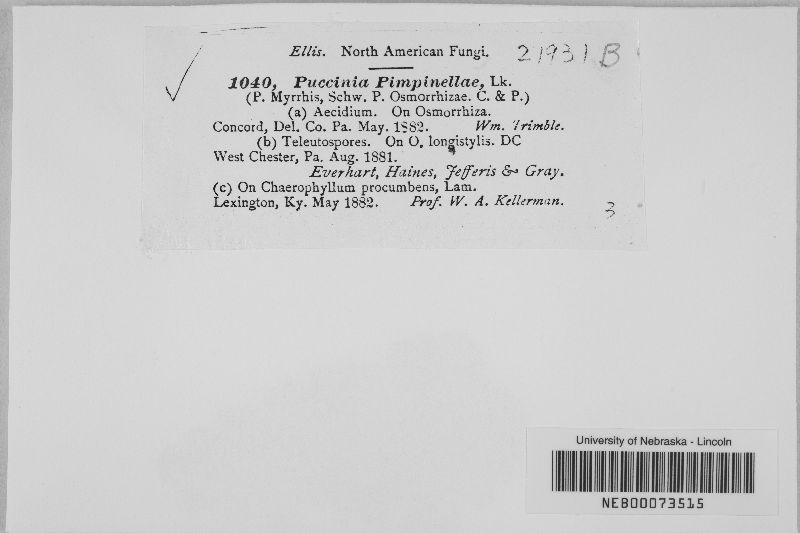 Ellis. North American Fungi. 21931 B
1040, Puccinia Pimpinellae, Lk.
(P. Myrrhis, Schw. P. Osmorrhizae. C. & P.)
(a) Aecidium. On Osmorrhiza.
Concord, Del. Co. Pa. May. 1882. Wm. Trimble.
(b) Teleutospores. On O. longistylis. DC
West Chester, Pa. Aug. 1881.
Everhart, Haines, Jefferis & Gray.
(c) On Chaerophyllum procumbens, Lam.
Lexington, Ky. May 1882. Prof. W. A. Kellerman.
3
University of Nebraska - Lincoln
NEB00073515